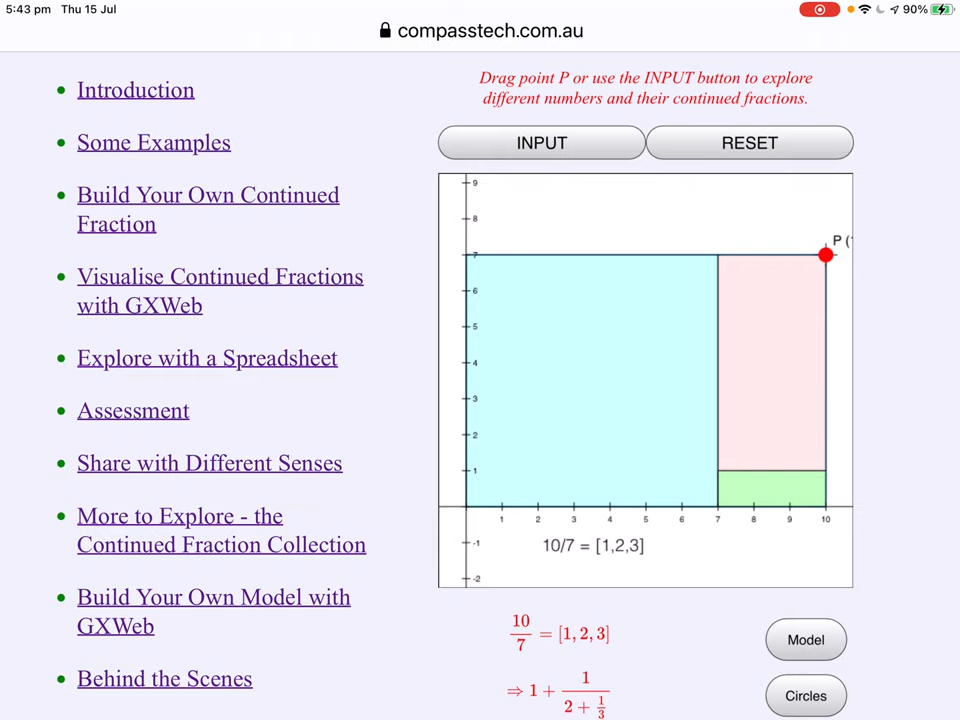 5:43 pm Thu 15 Jul
90%
compasstech.com.au
Introduction
Some Examples
Build Your Own Continued
Fraction
Visualise Continued Fractions
with GXWeb
Explore with a Spreadsheet
Assessment
Share with Different Senses
More to Explore - the
Continued Fraction Collection
Build Your Own Model with
GXWeb
Behind the Scenes
Drag point P or use the INPUT button to explore
different numbers and their continued fractions.
INPUT RESET
9
8
P (
7
6
5
4
3
2
1
1 2 3 4 5 6 7 8 9 10
-1
10/7 = [1,2,3]
-2
10/7 = [1, 2, 3]
⇒ 1 + 1/(2 + 1/3)
Model
Circles